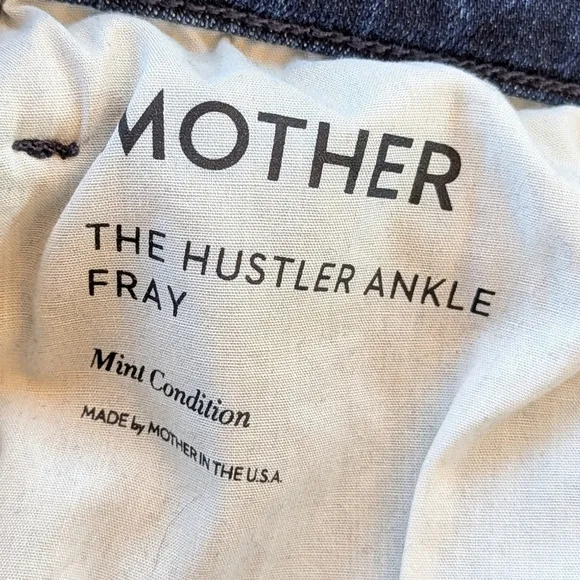 MOTHER
THE HUSTLER ANKLE
FRAY
Mint Condition
MADE by MOTHER IN THE U.S.A.